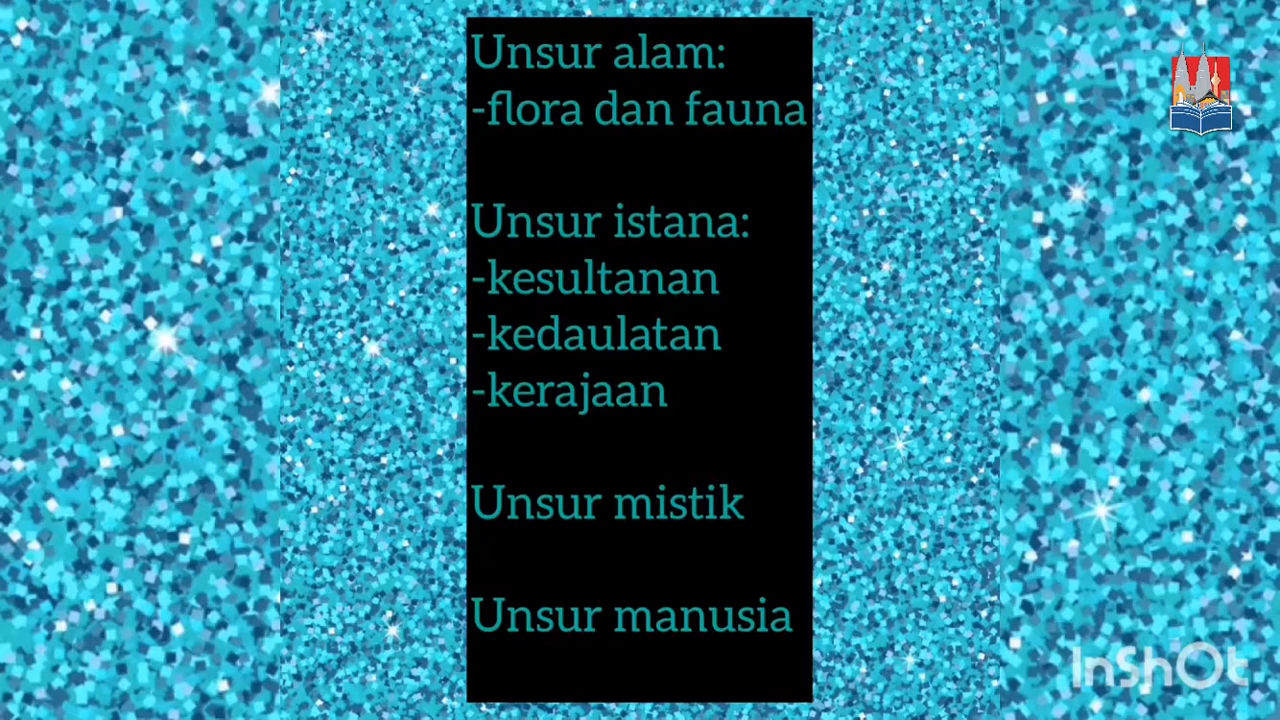 Unsur alam:
-flora dan fauna
Unsur istana:
-kesultanan
-kedaulatan
-kerajaan
Unsur mistik
Unsur manusia
InShOt